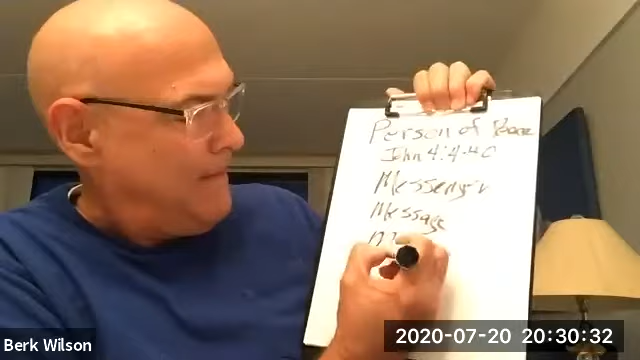 Person of Peace
John 4:4-40
Messenger
Message
Berk Wilson
2020-07-20 20:30:32